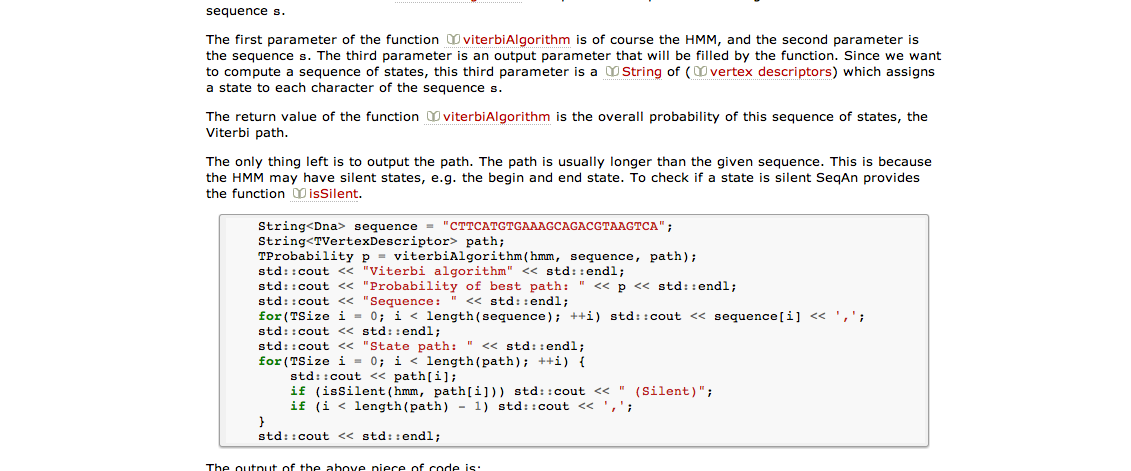 sequence s.
The first parameter of the function viterbiAlgorithm is of course the HMM, and the second parameter is
the sequence s. The third parameter is an output parameter that will be filled by the function. Since we want
to compute a sequence of states, this third parameter is a String of ( vertex descriptors) which assigns
a state to each character of the sequence s.
The return value of the function viterbiAlgorithm is the overall probability of this sequence of states, the
Viterbi path.
The only thing left is to output the path. The path is usually longer than the given sequence. This is because
the HMM may have silent states, e.g. the begin and end state. To check if a state is silent SeqAn provides
the function isSilent.
String<Dna> sequence = "CTTCATGTGAAAGCAGACGTAAGTCA";
String<TVertexDescriptor> path;
TProbability p = viterbiAlgorithm(hmm, sequence, path);
std::cout << "Viterbi algorithm" << std::endl;
std::cout << "Probability of best path: " << p << std::endl;
std::cout << "Sequence: " << std::endl;
for(TSize i = 0; i < length(sequence); ++i) std::cout << sequence[i] << ',';
std::cout << std::endl;
std::cout << "State path: " << std::endl;
for(TSize i = 0; i < length(path); ++i) {
    std::cout << path[i];
    if (isSilent(hmm, path[i])) std::cout << " (Silent)";
    if (i < length(path) - 1) std::cout << ',';
}
std::cout << std::endl;
The output of the above piece of code is: